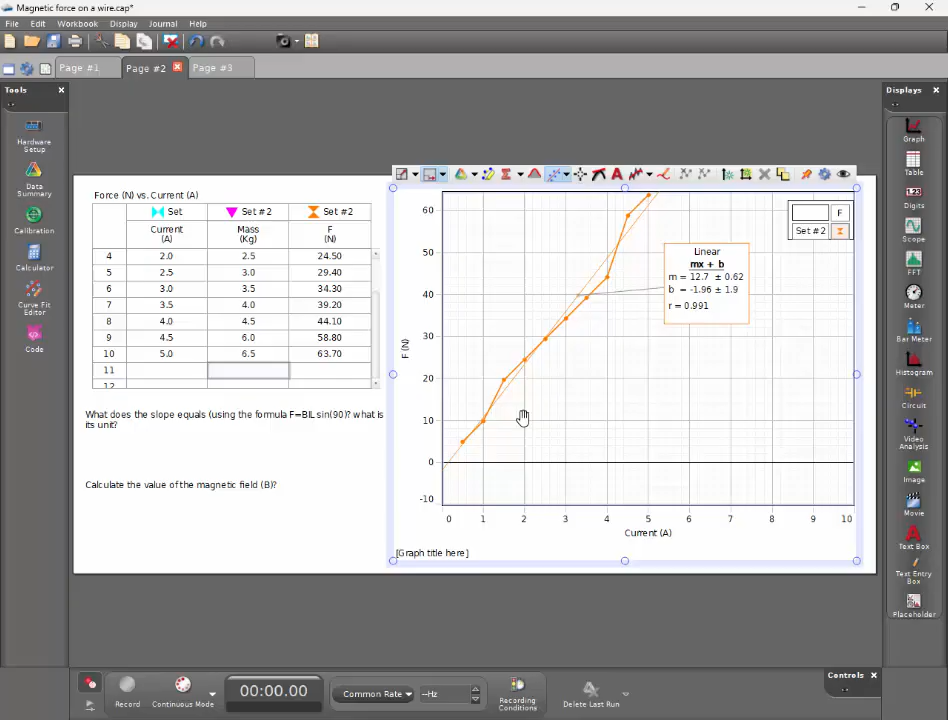 Magnetic force on a wire.cap*
File Edit Workbook Display Journal Help
Page #1 Page #2 Page #3
Tools
Hardware
Setup
Data
Summary
Calibration
Calculator
Curve Fit
Editor
Code
Force (N) vs. Current (A)
Set Set #2 Set #2
Current
(A)
Mass
(Kg)
F
(N)
4 2.0 2.5 24.50
5 2.5 3.0 29.40
6 3.0 3.5 34.30
7 3.5 4.0 39.20
8 4.0 4.5 44.10
9 4.5 6.0 58.80
10 5.0 6.5 63.70
11
12
What does the slope equals (using the formula F=BIL sin(90)? what is
its unit?
Calculate the value of the magnetic field (B)?
F
Set #2
Linear
mx + b
m = 12.7 ± 0.62
b = -1.96 ± 1.9
r = 0.991
F (N)
60
50
40
30
20
10
0
-10
0 1 2 3 4 5 6 7 8 9 10
Current (A)
[Graph title here]
Displays
Graph
Table
1.23
Digits
Scope
FFT
Meter
Bar Meter
Histogram
Circuit
Video
Analysis
Image
Movie
Text Box
Text Entry
Box
Placeholder
Record
Continuous Mode
00:00.00
Common Rate
--Hz
Recording
Conditions
Delete Last Run
Controls